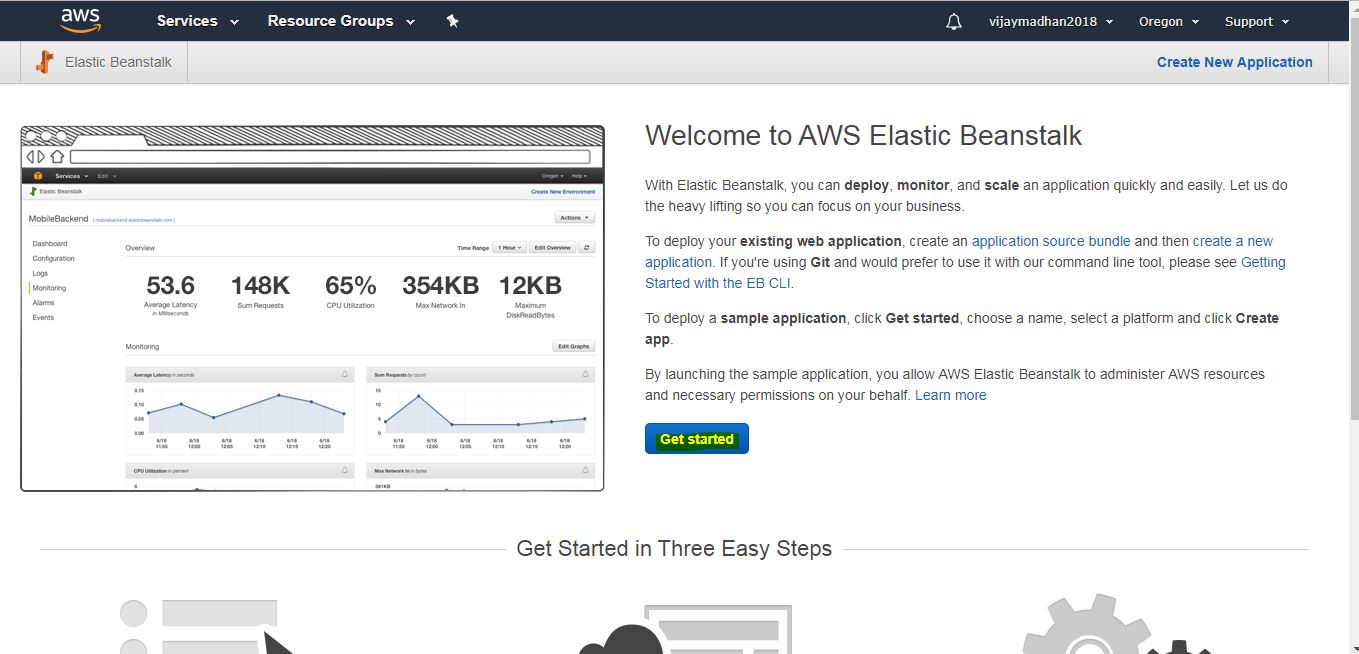 aws Services Resource Groups vijaymadhan2018 Oregon Support
Elastic Beanstalk Create New Application
Services Edit Oregon Help
Elastic Beanstalk Create New Environment
MobileBackend ( mobilebackend.elasticbeanstalk.com ) Actions
Dashboard
Configuration
Logs
Monitoring
Alarms
Events
Overview Time Range 1 Hour Edit Overview
53.6 148K 65% 354KB 12KB
Average Latency Sum Requests CPU Utilization Max Network In Maximum
in Milliseconds DiskReadBytes
Monitoring Edit Graphs
Average Latency in seconds
0.15
0.10
0.05
0.00
6/18 6/18 6/18 6/18 6/18 6/18
11:55 12:00 12:05 12:10 12:15 12:20
Sum Requests by count
15
10
5
0
6/18 6/18 6/18 6/18 6/18 6/18
11:55 12:00 12:05 12:10 12:15 12:20
CPU Utilization in percent
6
Max Network In in bytes
391KB
Welcome to AWS Elastic Beanstalk
With Elastic Beanstalk, you can deploy, monitor, and scale an application quickly and easily. Let us do
the heavy lifting so you can focus on your business.
To deploy your existing web application, create an application source bundle and then create a new
application. If you're using Git and would prefer to use it with our command line tool, please see Getting
Started with the EB CLI.
To deploy a sample application, click Get started, choose a name, select a platform and click Create
app.
By launching the sample application, you allow AWS Elastic Beanstalk to administer AWS resources
and necessary permissions on your behalf. Learn more
Get started
Get Started in Three Easy Steps